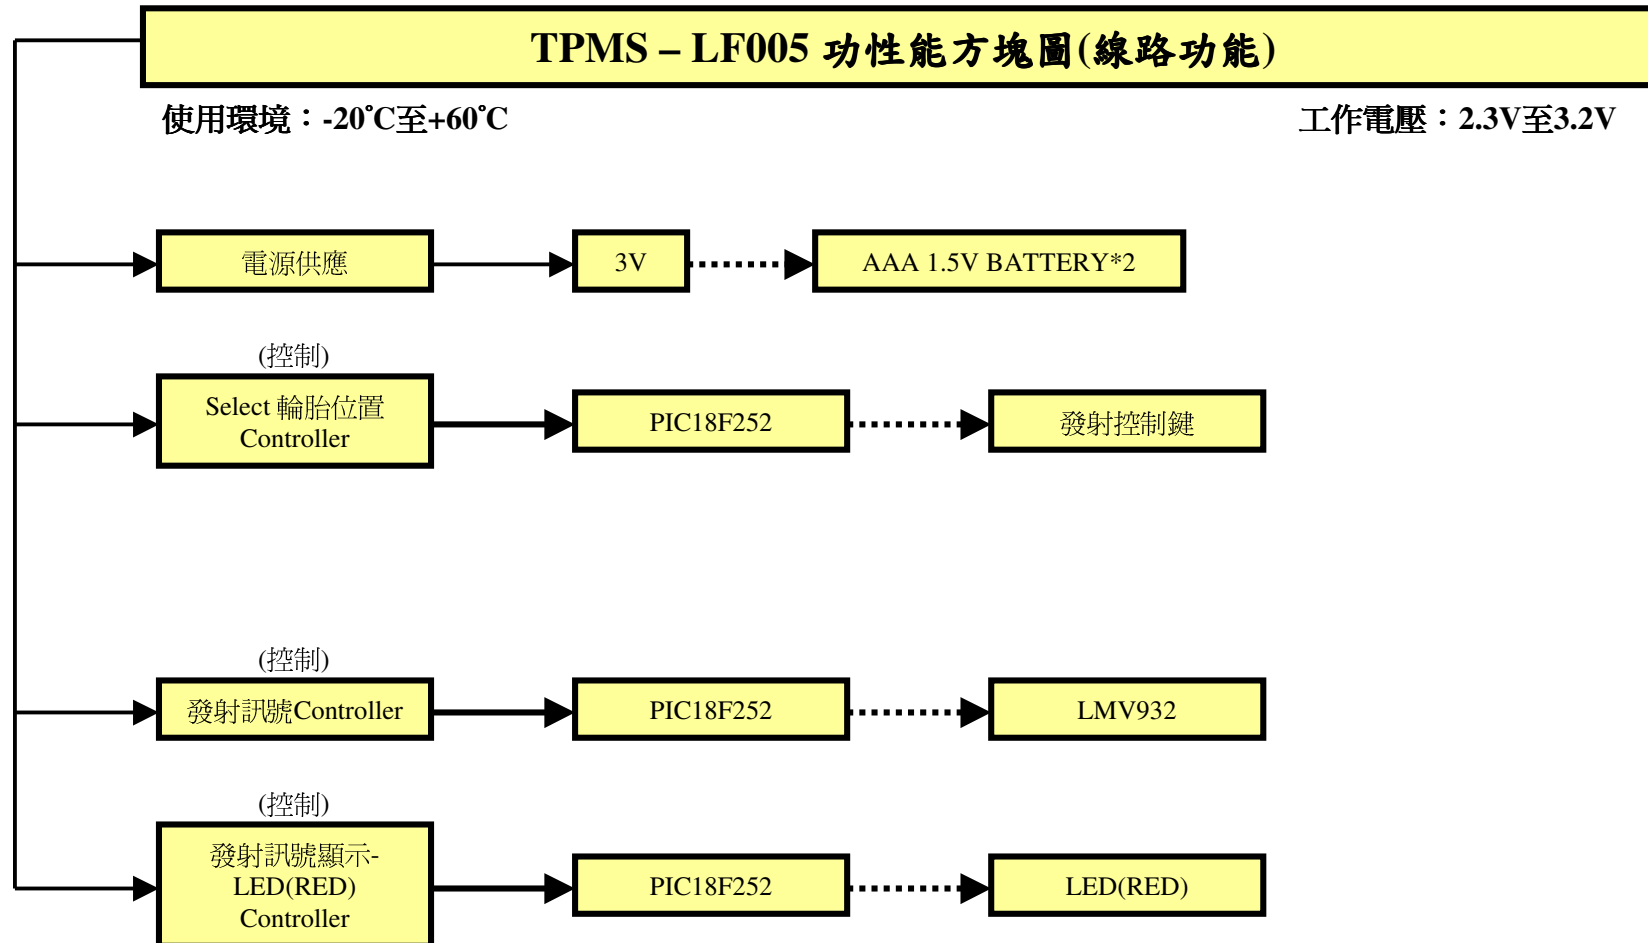 TPMS – LF005 功性能方塊圖(線路功能)
使用環境：-20℃至+60℃
工作電壓：2.3V至3.2V
電源供應
3V
AAA 1.5V BATTERY*2
(控制)
Select 輪胎位置
Controller
PIC18F252
發射控制鍵
(控制)
發射訊號Controller
PIC18F252
LMV932
(控制)
發射訊號顯示-
LED(RED)
Controller
PIC18F252
LED(RED)